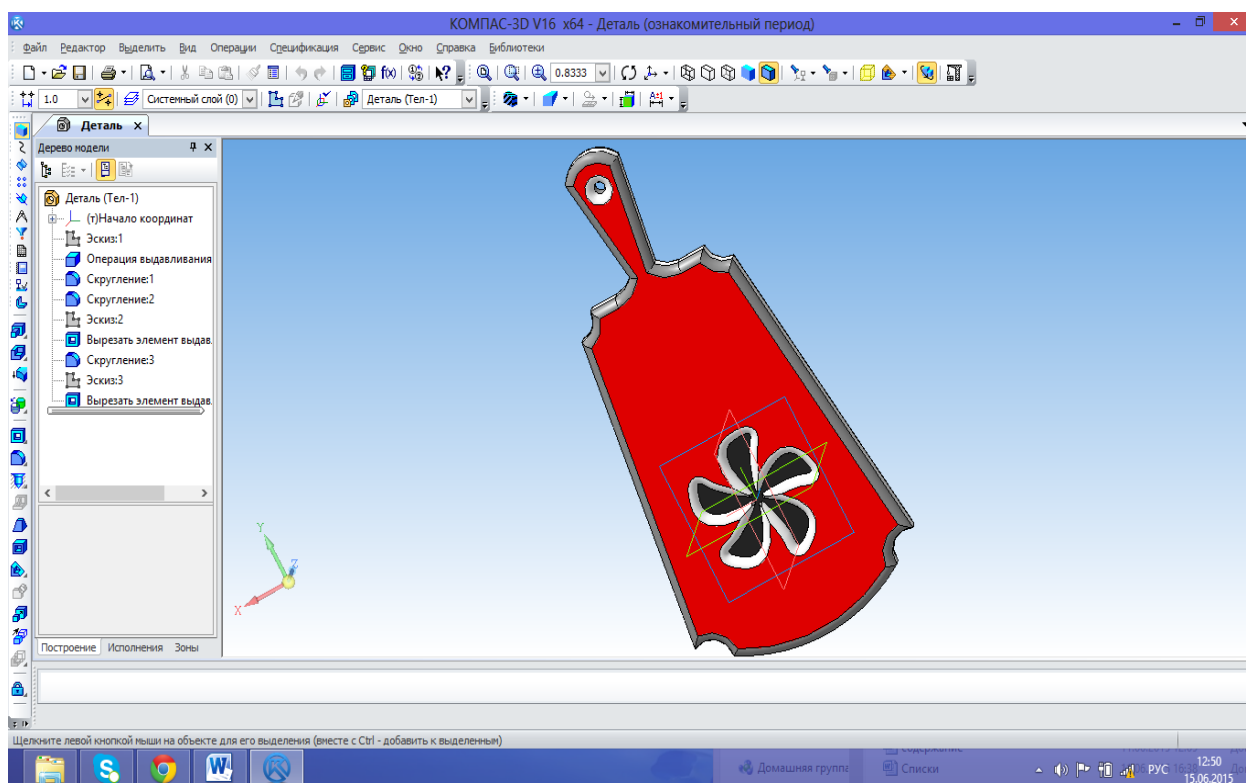 КОМПАС-3D V16 x64 - Деталь (ознакомительный период)
Файл Редактор Выделить Вид Операции Спецификация Сервис Окно Справка Библиотеки
0.8333
1.0 Системный слой (0) Деталь (Тел-1)
Деталь
Дерево модели
Деталь (Тел-1)
(т)Начало координат
Эскиз:1
Операция выдавливания
Скругление:1
Скругление:2
Эскиз:2
Вырезать элемент выдав
Скругление:3
Эскиз:3
Вырезать элемент выдав
Y
Z
X
Построение Исполнения Зоны
Щелкните левой кнопкой мыши на объекте для его выделения (вместе с Ctrl - добавить к выделенным)
Домашняя группа
содержание
Списки
РУС
12:50
15.06.2015